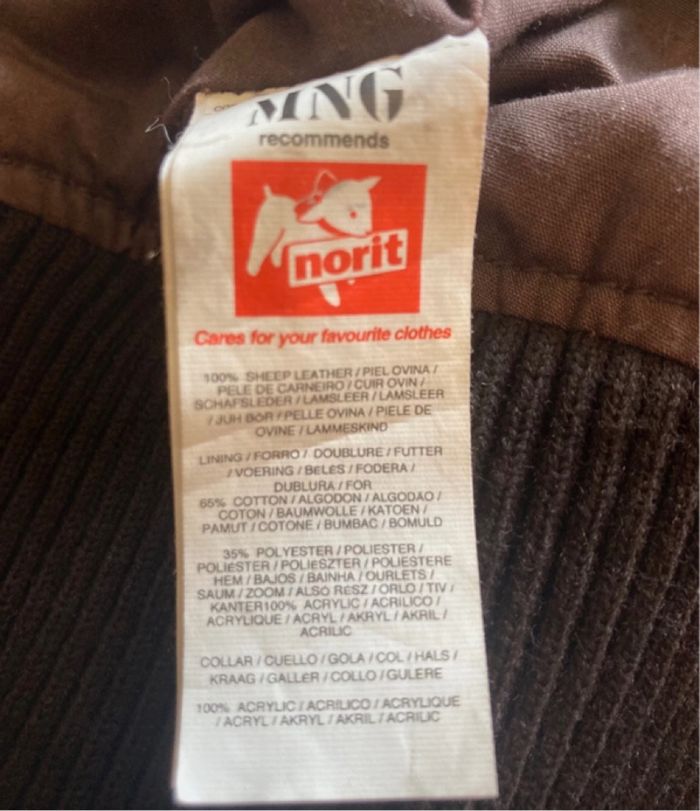 MNG
recommends
norit
Cares for your favourite clothes
100% SHEEP LEATHER / PIEL OVINA /
PELE DE CARNEIRO / CUIR OVIN /
SCHAFSLEDER / LAMSLEER / LAMSLEER
/ JUH BŐR / PELLE OVINA / PIELE DE
OVINE / LAMMESKIND
LINING / FORRO / DOUBLURE / FUTTER
/ VOERING / BÉLÉS / FODERA /
DUBLURA / FOR
65% COTTON / ALGODON / ALGODAO /
COTON / BAUMWOLLE / KATOEN /
PAMUT / COTONE / BUMBAC / BOMULD
35% POLYESTER / POLIESTER /
POLIÉSTER / POLIÉSZTER / POLIESTERE
HEM / BAJOS / BAINHA / OURLETS /
SAUM / ZOOM / ALSÓ RÉSZ / ORLO / TIV /
KANTER100% ACRYLIC / ACRILICO /
ACRYLIQUE / ACRYL / AKRYL / AKRIL /
ACRILIC
COLLAR / CUELLO / GOLA / COL / HALS /
KRAAG / GALLÉR / COLLO / GULERE
100% ACRYLIC / ACRILICO / ACRYLIQUE
/ ACRYL / AKRYL / AKRIL / ACRILIC